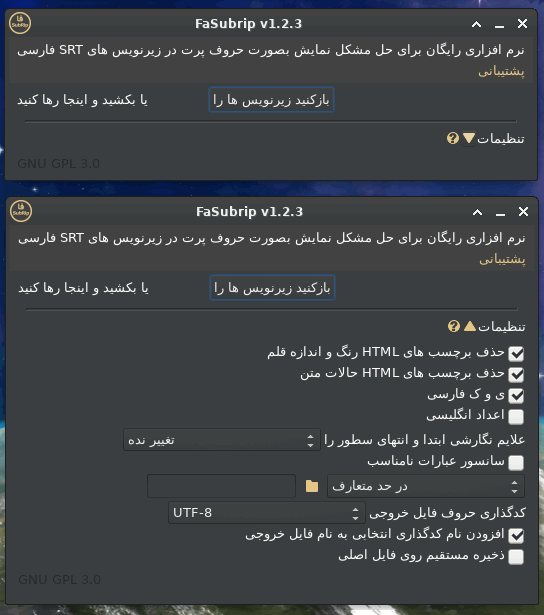 FaSubrip v1.2.3
نرم افزاری رایگان برای حل مشکل نمایش بصورت حروف پرت در زیرنویس های SRT فارسی
پشتیبانی
بازکنید زیرنویس ها را یا بکشید و اینجا رها کنید
تنظیمات
GNU GPL 3.0
FaSubrip v1.2.3
نرم افزاری رایگان برای حل مشکل نمایش بصورت حروف پرت در زیرنویس های SRT فارسی
پشتیبانی
بازکنید زیرنویس ها را یا بکشید و اینجا رها کنید
تنظیمات
حذف برچسب های HTML رنگ و اندازه قلم
حذف برچسب های HTML حالات متن
ی و ک فارسی
اعداد انگلیسی
علایم نگارشی ابتدا و انتهای سطور را تغییر نده
سانسور عبارات نامناسب
در حد متعارف
کدگذاری حروف فایل خروجی UTF-8
افزودن نام کدگذاری انتخابی به نام فایل خروجی
ذخیره مستقیم روی فایل اصلی
GNU GPL 3.0